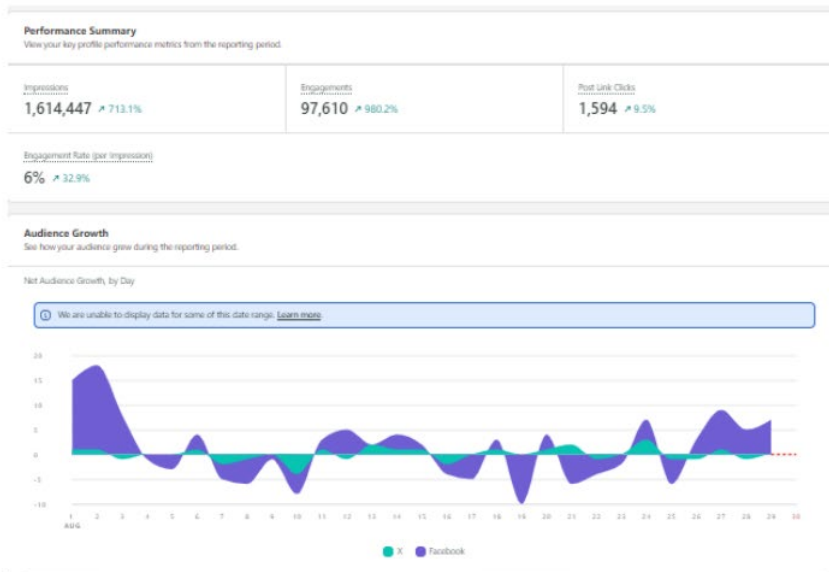 Performance Summary
View your key profile performance metrics from the reporting period.
Impressions
1,614,447 ↗ 713.1%
Engagements
97,610 ↗ 980.2%
Post Link Clicks
1,594 ↗ 9.5%
Engagement Rate (per Impression)
6% ↗ 32.9%
Audience Growth
See how your audience grew during the reporting period.
Net Audience Growth, by Day
We are unable to display data for some of this date range. Learn more.
20
15
10
5
0
-5
-10
1 2 3 4 5 6 7 8 9 10 11 12 13 14 15 16 17 18 19 20 21 22 23 24 25 26 27 28 29 30
AUG
X Facebook